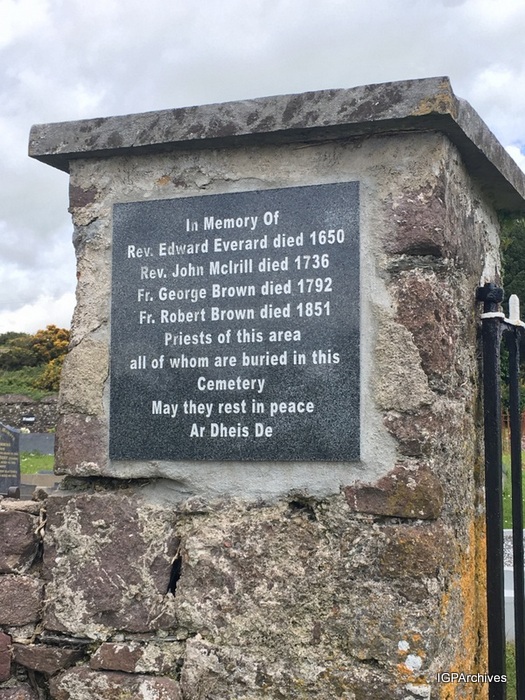 In Memory Of
Rev. Edward Everard died 1650
Rev. John McIrill died 1736
Fr. George Brown died 1792
Fr. Robert Brown died 1851
Priests of this area
all of whom are buried in this
Cemetery
May they rest in peace
Ar Dheis De
IGPArchives